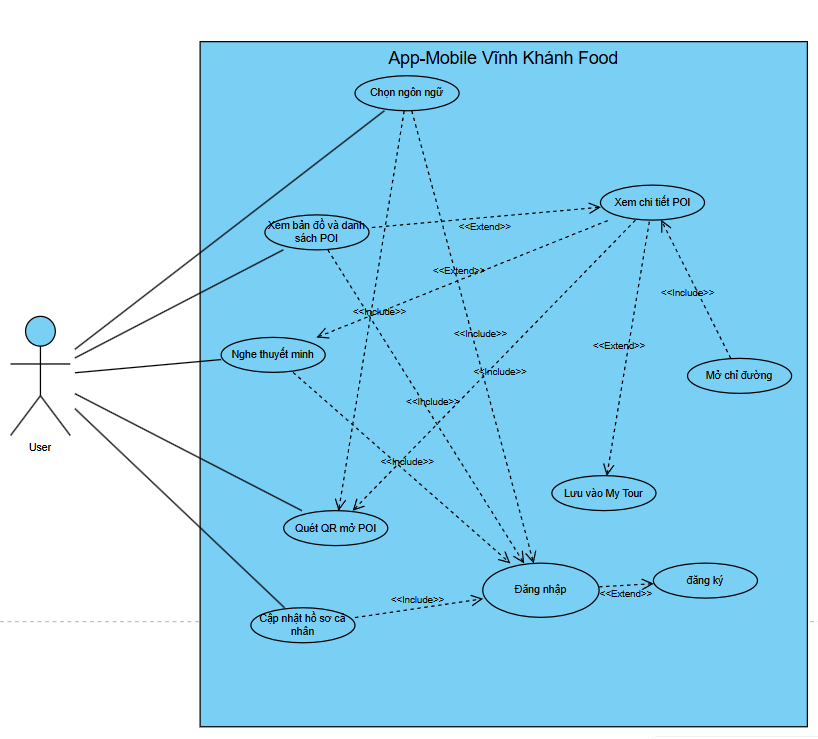 App-Mobile Vĩnh Khánh Food
Chọn ngôn ngữ
Xem chi tiết POI
Xem bản đồ và danh
sách POI
<<Extend>>
<<Extend>>
<<Include>>
<<Include>>
<<Include>>
<<Extend>>
Nghe thuyết minh
<<Include>>
Mở chỉ đường
<<Include>>
User
<<Include>>
Lưu vào My Tour
Quét QR mở POI
Đăng nhập
đăng ký
<<Extend>>
<<Include>>
Cập nhật hồ sơ cá
nhân